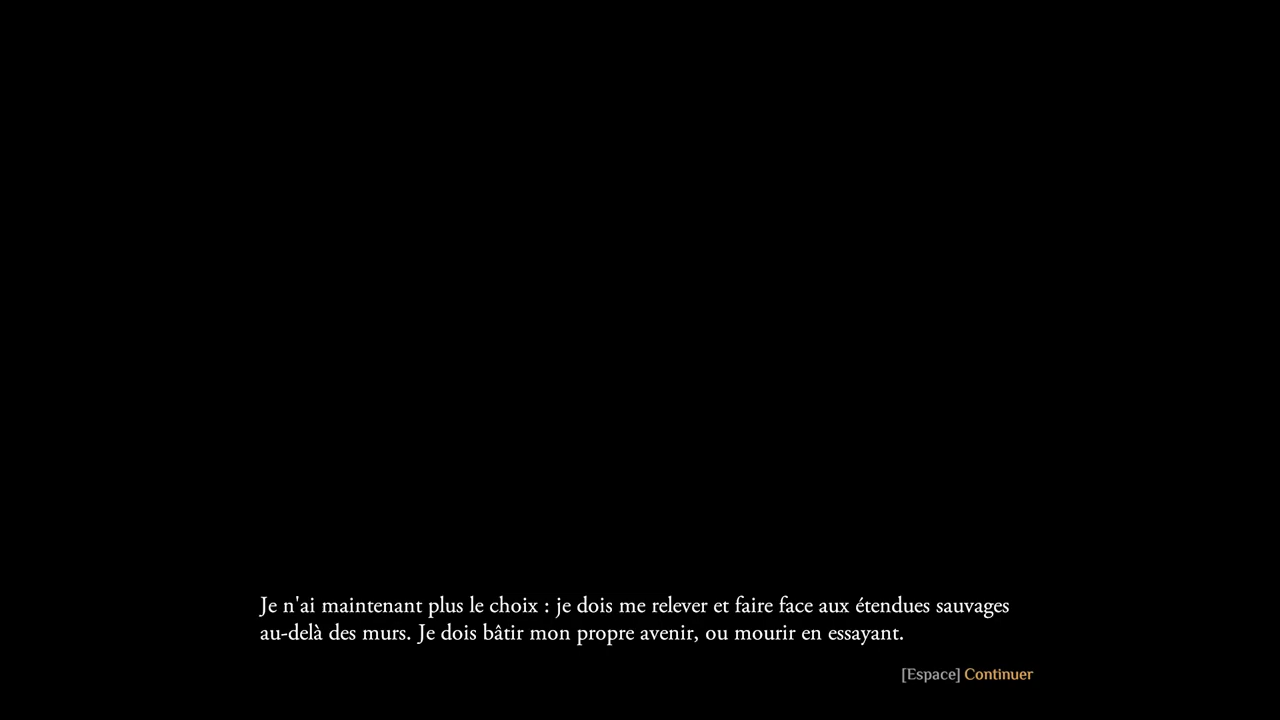 Je n'ai maintenant plus le choix : je dois me relever et faire face aux étendues sauvages
au-delà des murs. Je dois bâtir mon propre avenir, ou mourir en essayant.
[Espace] Continuer